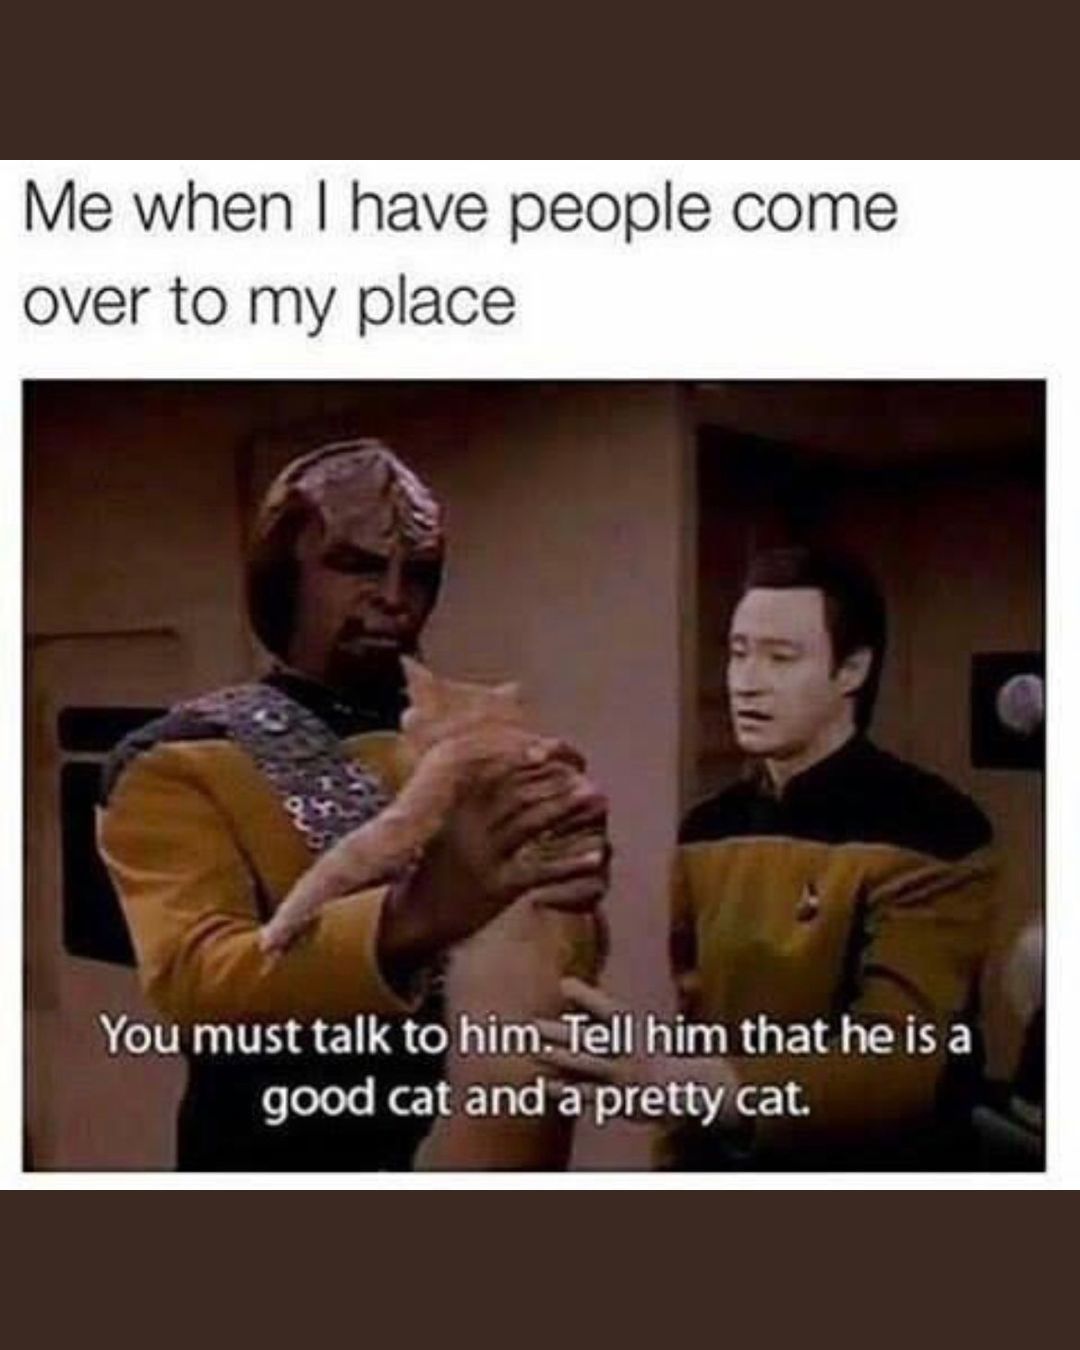 Me when I have people come
over to my place
You must talk to him. Tell him that he is a
good cat and a pretty cat.